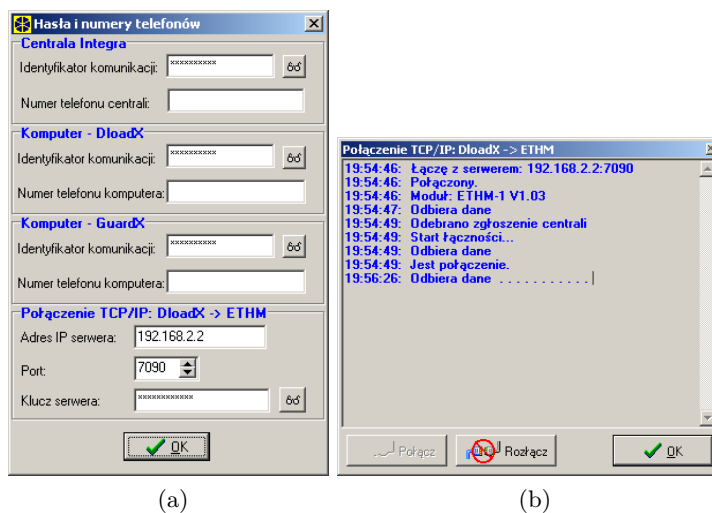 Hasła i numery telefonów
Centrala Integra
Identyfikator komunikacji: **********
Numer telefonu centrali:
Komputer - DloadX
Identyfikator komunikacji: **********
Numer telefonu komputera:
Komputer - GuardX
Identyfikator komunikacji: **********
Numer telefonu komputera:
Połączenie TCP/IP: DloadX -> ETHM
Adres IP serwera: 192.168.2.2
Port: 7090
Klucz serwera: ************
OK
(a)
Połączenie TCP/IP: DloadX -> ETHM
19:54:46: Łączę z serwerem: 192.168.2.2:7090
19:54:46: Połączony.
19:54:46: Moduł: ETHM-1 V1.03
19:54:47: Odbiera dane
19:54:49: Odebrano zgłoszenie centrali
19:54:49: Start łączności...
19:54:49: Odbiera dane
19:54:49: Jest połączenie.
19:56:26: Odbiera dane . . . . . . . . . . .
Połącz Rozłącz OK
(b)